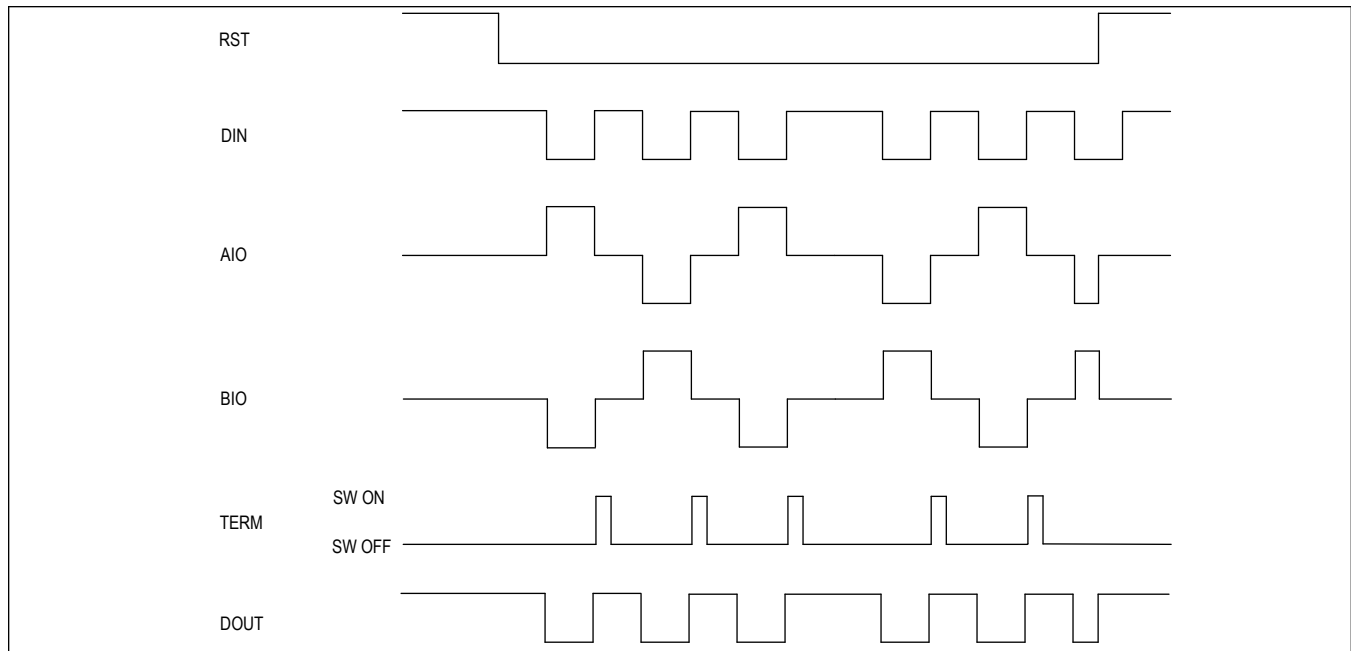 RST
DIN
AIO
BIO
SW ON
TERM
SW OFF
DOUT